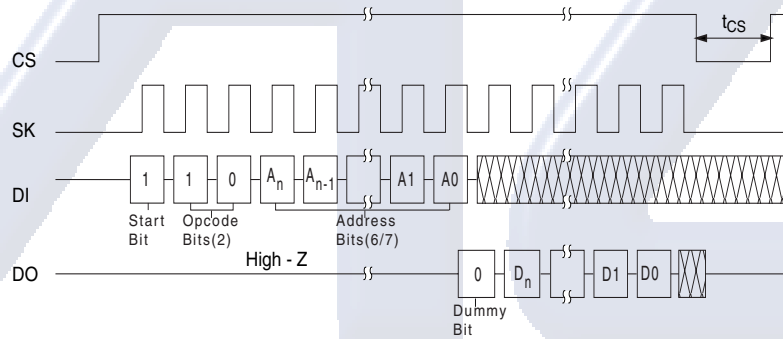 CS
tCS
SK
DI
1 1 0 An An-1 A1 A0
Start Bit
Opcode Bits(2)
Address Bits(6/7)
DO
High - Z
0 Dn D1 D0
Dummy Bit